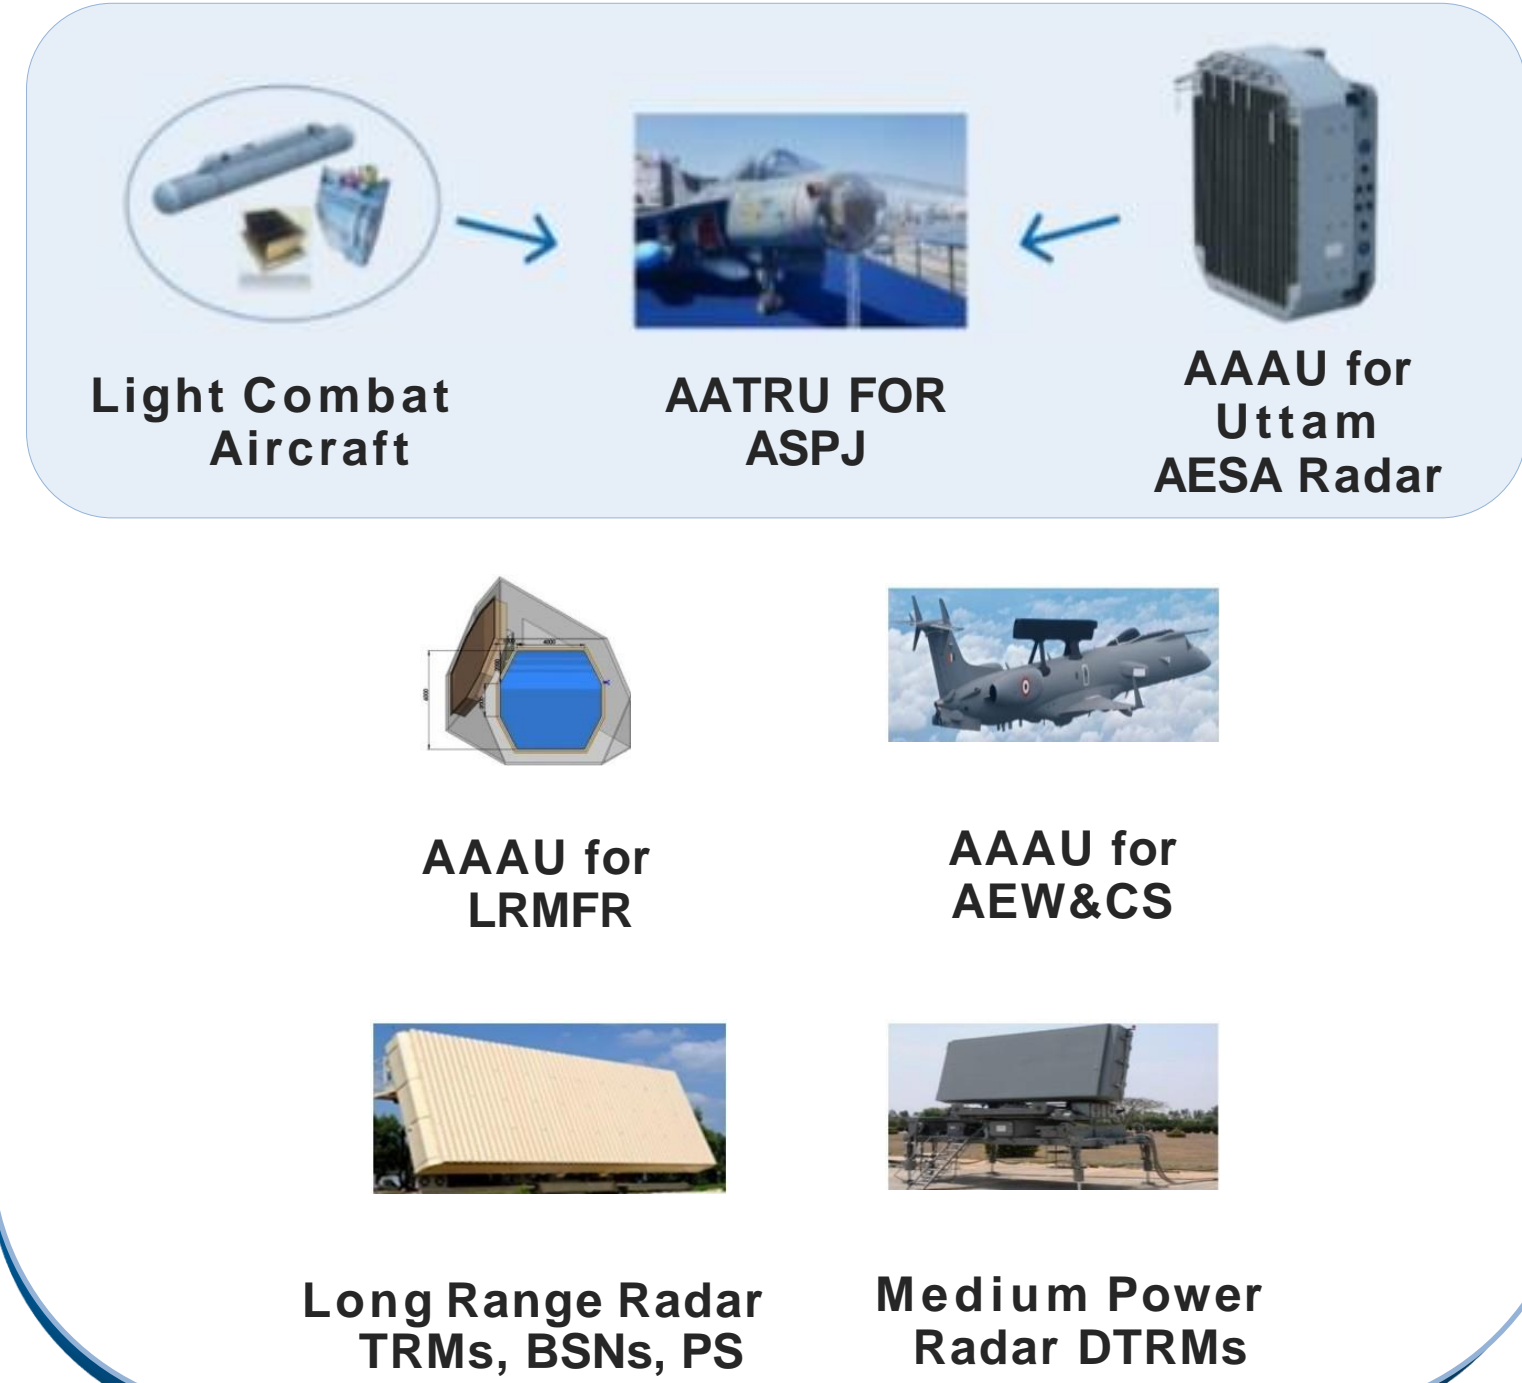 Light Combat
Aircraft
AATRU FOR
ASPJ
AAAU for
Uttam
AESA Radar
AAAU for
LRMFR
AAAU for
AEW&CS
Long Range Radar
TRMs, BSNs, PS
Medium Power
Radar DTRMs